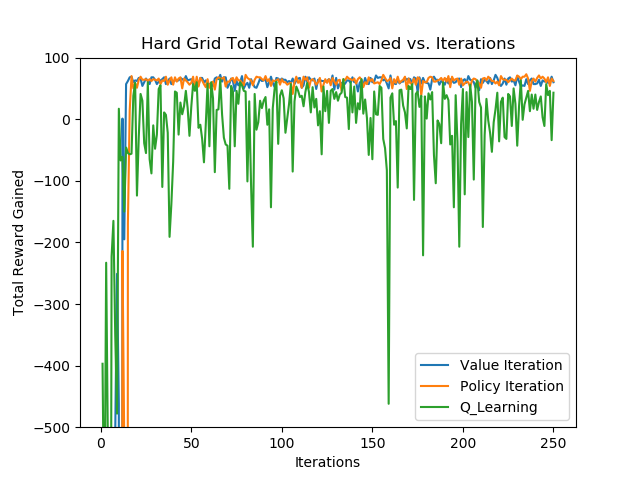 Hard Grid Total Reward Gained vs. Iterations
Total Reward Gained
100
0
−100
−200
−300
−400
−500
0
50
100
150
200
250
Iterations
Value Iteration
Policy Iteration
Q_Learning